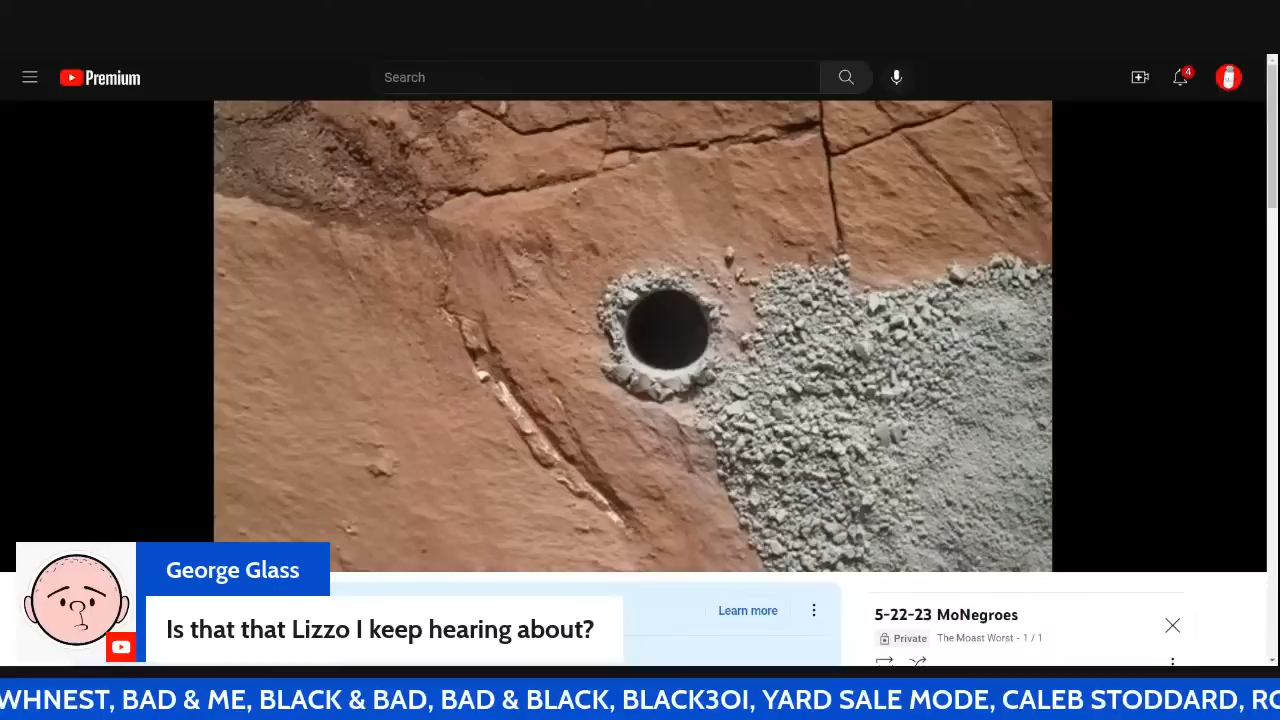 Premium
Search
4
George Glass
Is that that Lizzo I keep hearing about?
Learn more
5-22-23 MoNegroes
Private The Moast Worst - 1 / 1
WHNEST, BAD & ME, BLACK & BAD, BAD & BLACK, BLACK3OI, YARD SALE MODE, CALEB STODDARD, RO